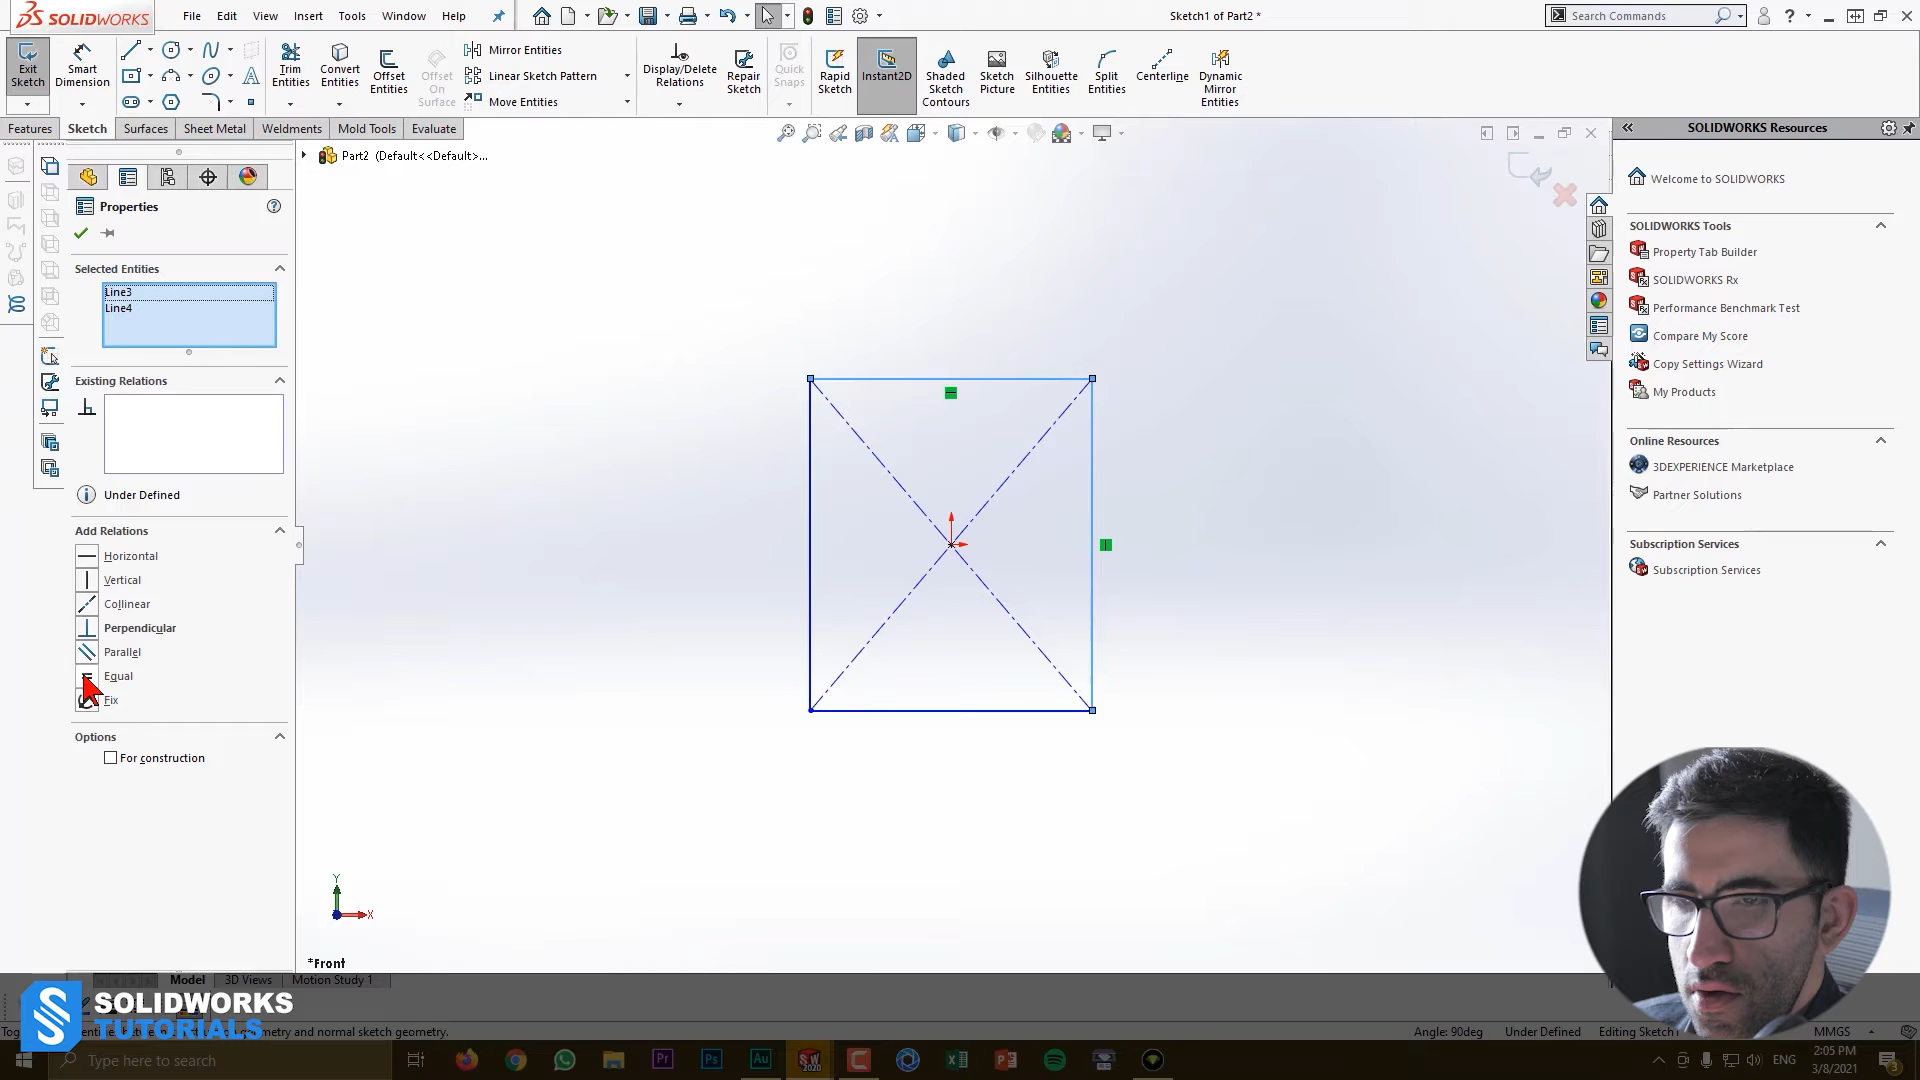 SOLIDWORKS
File Edit View Insert Tools Window Help
Sketch1 of Part2 *
Search Commands
Exit Sketch
Smart Dimension
Trim Entities
Convert Entities
Offset Entities
Offset On Surface
Mirror Entities
Linear Sketch Pattern
Move Entities
Display/Delete Relations
Repair Sketch
Quick Snaps
Rapid Sketch
Instant2D
Shaded Sketch Contours
Sketch Picture
Silhouette Entities
Split Entities
Centerline
Dynamic Mirror Entities
Features Sketch Surfaces Sheet Metal Weldments Mold Tools Evaluate
Part2 (Default<<Default>...
Properties
Selected Entities
Line3
Line4
Existing Relations
Under Defined
Add Relations
Horizontal
Vertical
Collinear
Perpendicular
Parallel
Equal
Fix
Options
For construction
Y
X
*Front
SOLIDWORKS Resources
Welcome to SOLIDWORKS
SOLIDWORKS Tools
Property Tab Builder
SOLIDWORKS Rx
Performance Benchmark Test
Compare My Score
Copy Settings Wizard
My Products
Online Resources
3DEXPERIENCE Marketplace
Partner Solutions
Subscription Services
Subscription Services
Model 3D Views Motion Study 1
SOLIDWORKS
TUTORIALS
geometry and normal sketch geometry.
Angle: 90deg Under Defined Editing Sketch1 MMGS
Type here to search
ENG
2:05 PM
3/8/2021
3